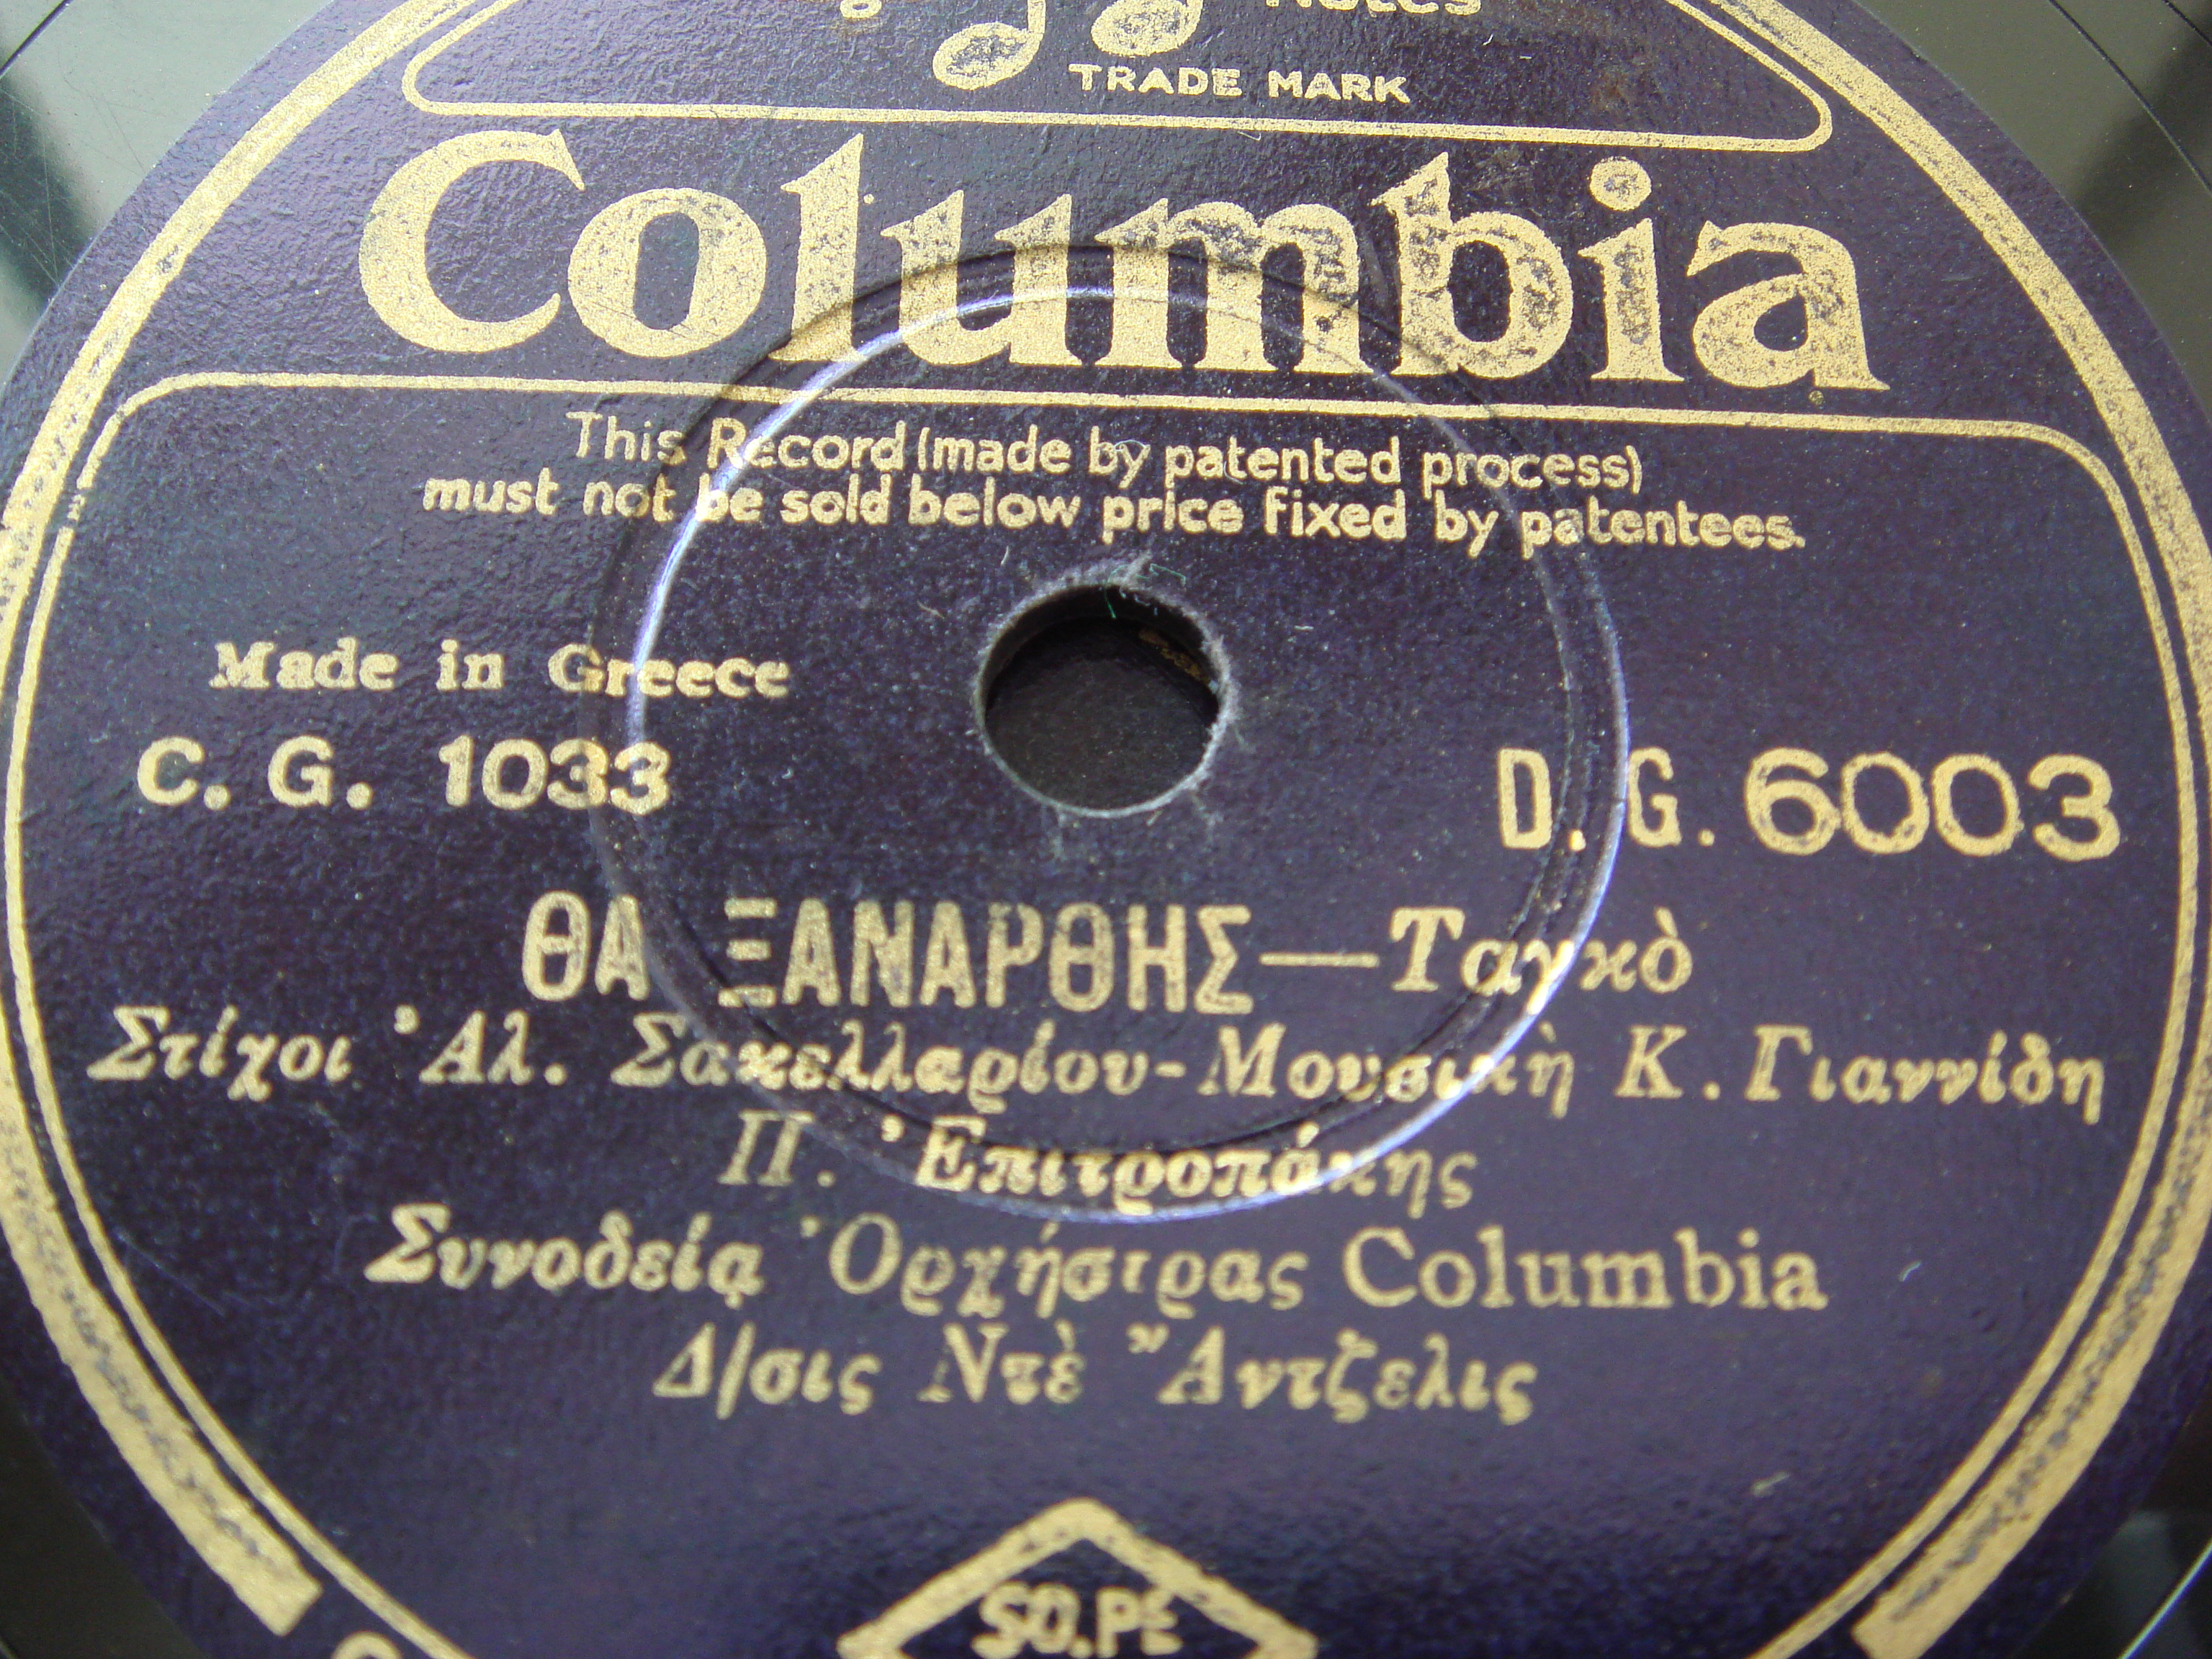 TRADE MARK
Columbia
This Record (made by patented process)
must not be sold below price fixed by patentees.
Made in Greece
C. G. 1033
D. G. 6003
ΘΑ ΞΑΝΑΡΘΗΣ—Ταγκὸ
Στίχοι Ἀλ. Σακελλαρίου-Μουσικὴ Κ. Γιαννίδη
Π. Ἐπιτροπάκης
Συνοδείᾳ Ὀρχήστρας Columbia
Δ/σις Ντὲ Ἄντζελις
SO.PE